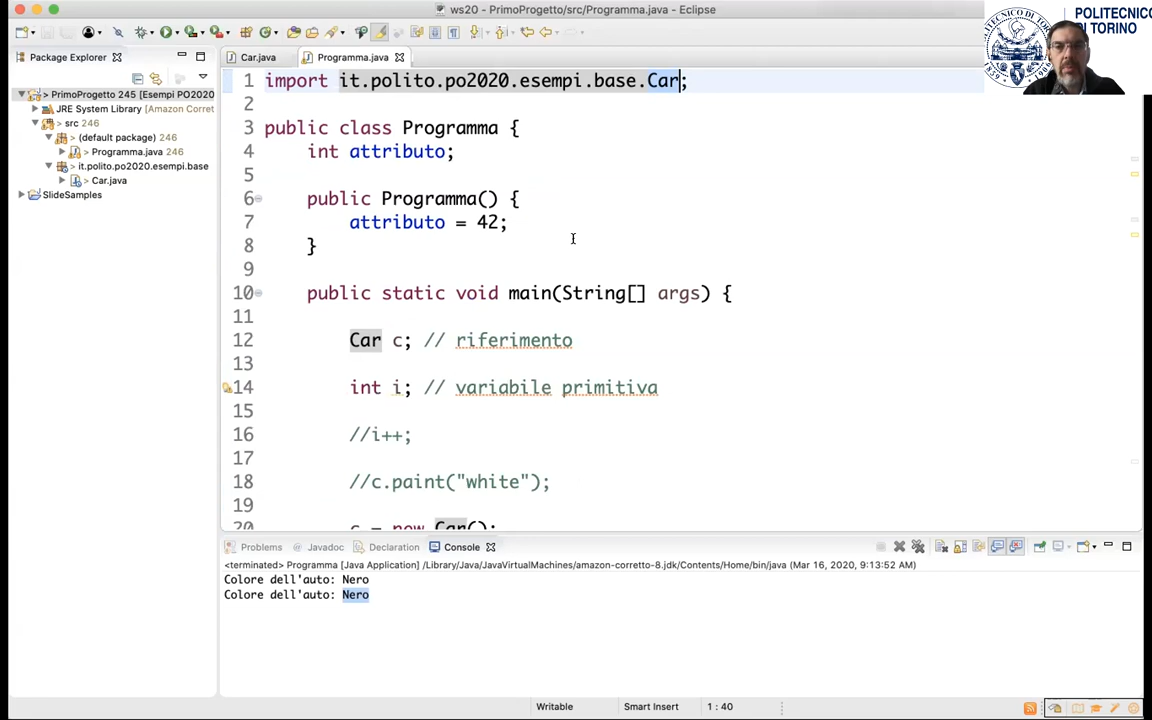 ws20 - PrimoProgetto/src/Programma.java - Eclipse
POLITECNICO
DI TORINO
Package Explorer
Car.java
Programma.java
> PrimoProgetto 245 [Esempi PO2020
JRE System Library [Amazon Corret
> src 246
> (default package) 246
> Programma.java 246
> it.polito.po2020.esempi.base
> Car.java
SlideSamples
1 import it.polito.po2020.esempi.base.Car;
2
3 public class Programma {
4 int attributo;
5
6 public Programma() {
7 attributo = 42;
8 }
9
10 public static void main(String[] args) {
11
12 Car c; // riferimento
13
14 int i; // variabile primitiva
15
16 //i++;
17
18 //c.paint("white");
19
20 c = new Car();
Problems
Javadoc
Declaration
Console
<terminated> Programma [Java Application] /Library/Java/JavaVirtualMachines/amazon-corretto-8.jdk/Contents/Home/bin/java (Mar 16, 2020, 9:13:52 AM)
Colore dell'auto: Nero
Colore dell'auto: Nero
Writable
Smart Insert
1 : 40